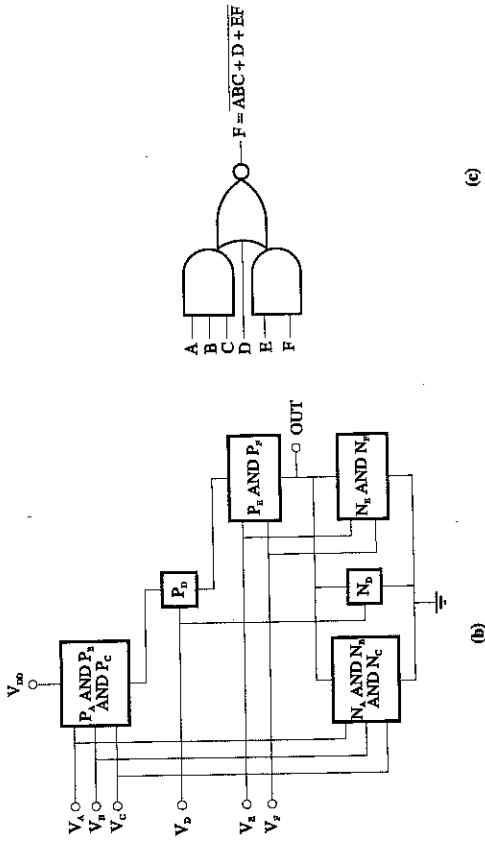 V_DD
P_A AND P_B
AND P_C
P_D
P_E AND P_F
OUT
V_A
V_B
V_C
V_D
V_E
V_F
N_A AND N_B
AND N_C
N_D
N_E AND N_F
(b)
A
B
C
D
E
F
F = \overline{ABC + D + EF}
(c)